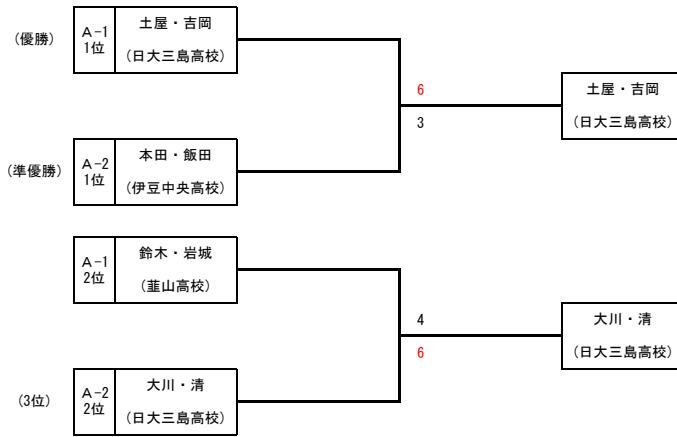 (優勝)
A-1
1位
土屋・吉岡
(日大三島高校)
6
3
土屋・吉岡
(日大三島高校)
(準優勝)
A-2
1位
本田・飯田
(伊豆中央高校)
A-1
2位
鈴木・岩城
(韮山高校)
4
6
大川・清
(日大三島高校)
(3位)
A-2
2位
大川・清
(日大三島高校)